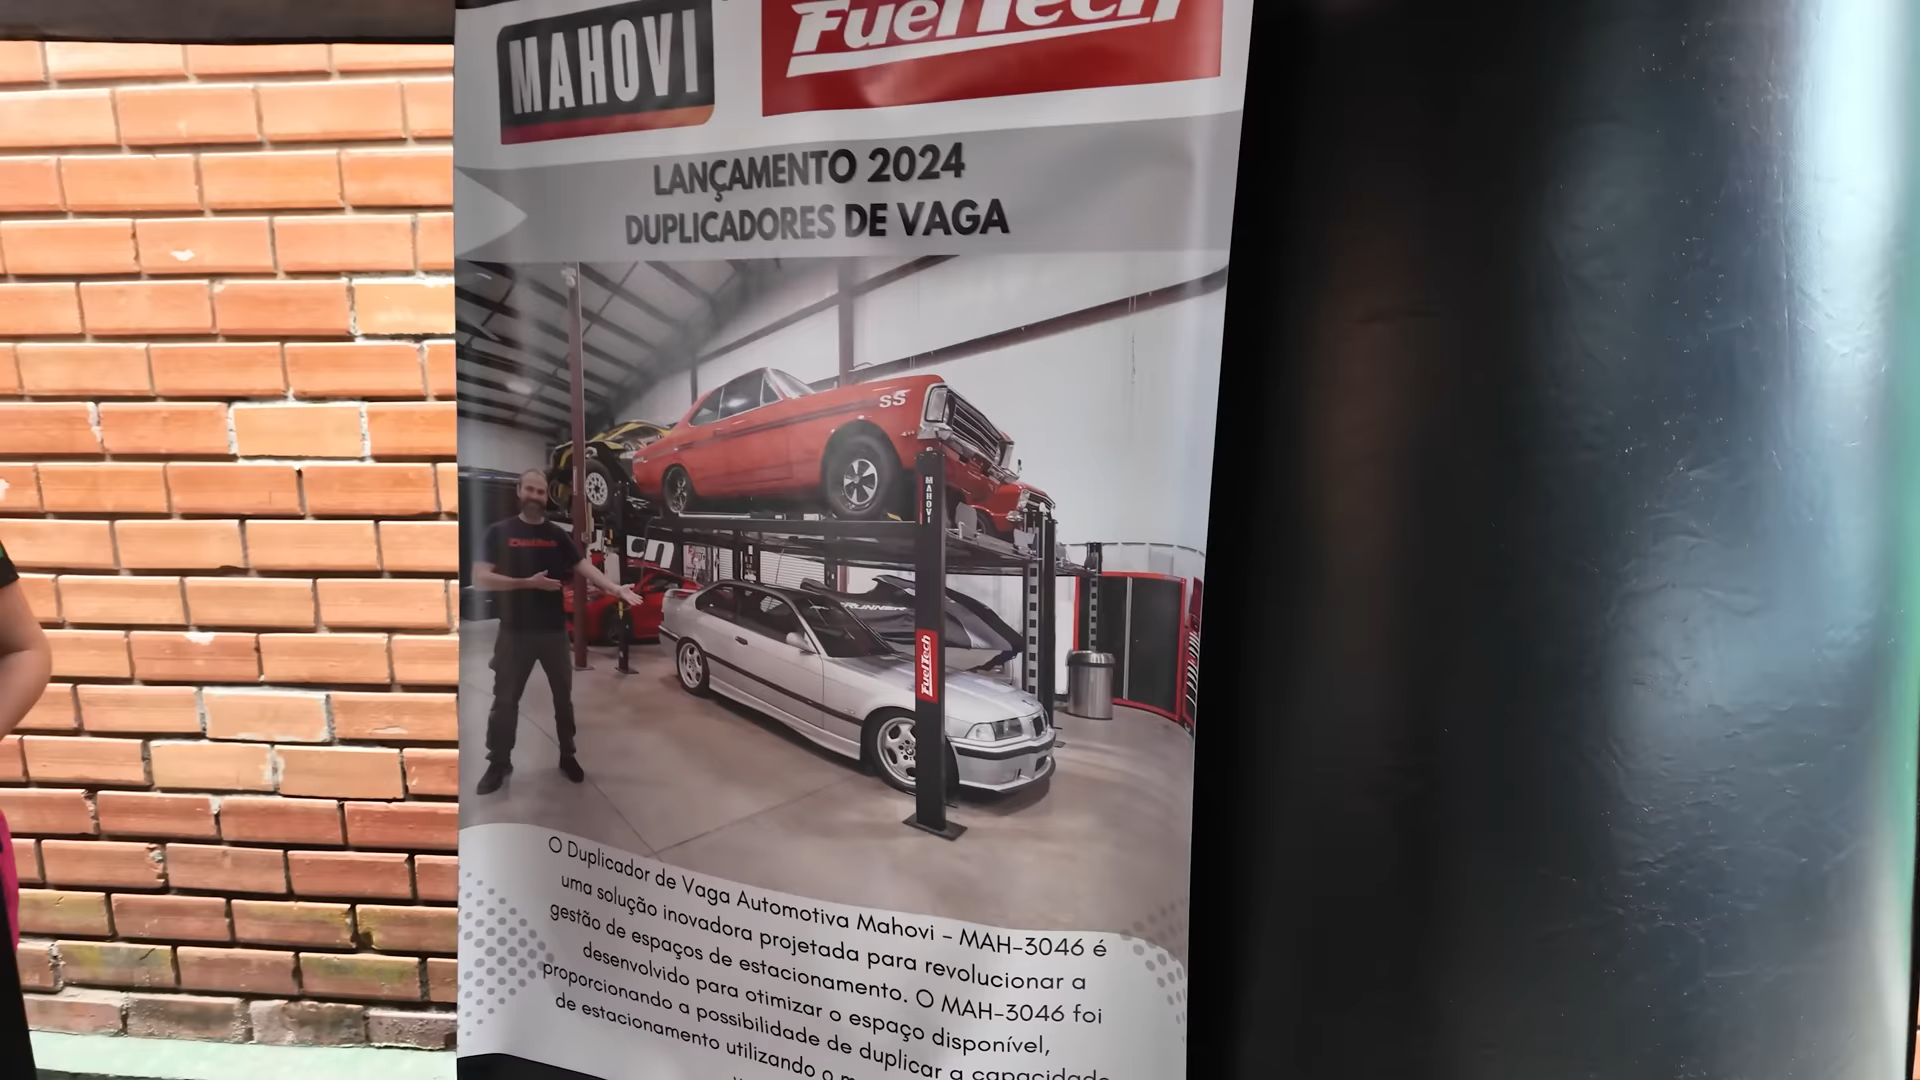 MAHOVI
FuelTech
LANÇAMENTO 2024
DUPLICADORES DE VAGA
SS
MAHOVI
FuelTech
O Duplicador de Vaga Automotiva Mahovi - MAH-3046 é
uma solução inovadora projetada para revolucionar a
gestão de espaços de estacionamento. O MAH-3046 foi
desenvolvido para otimizar o espaço disponível,
proporcionando a possibilidade de duplicar a capacidade
de estacionamento utilizando o